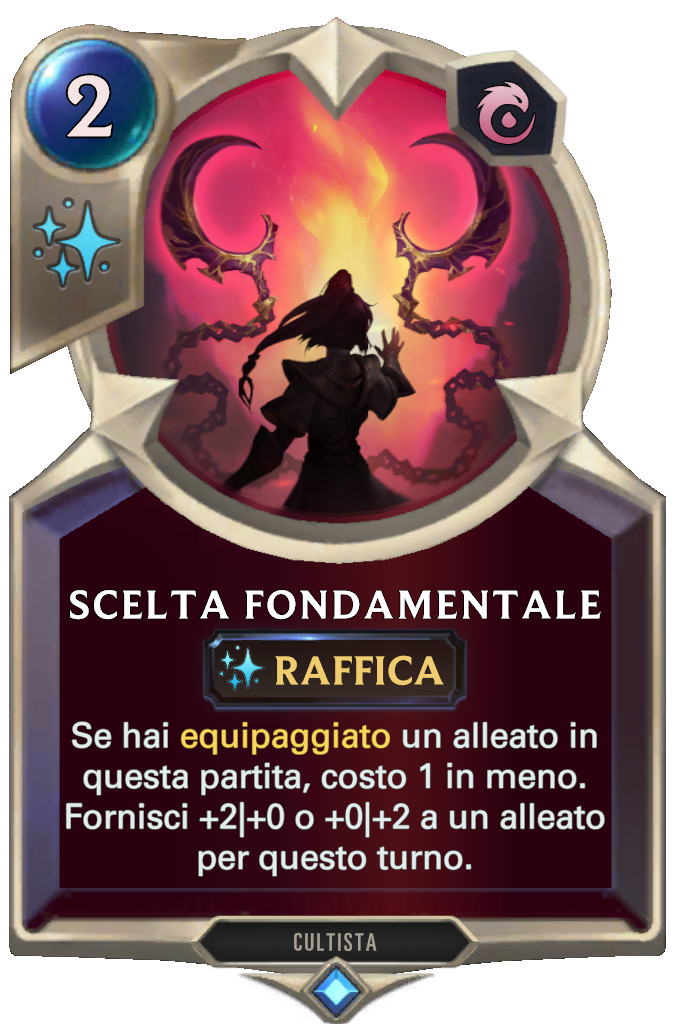 2
SCELTA FONDAMENTALE
RAFFICA
Se hai equipaggiato un alleato in
questa partita, costo 1 in meno.
Fornisci +2|+0 o +0|+2 a un alleato
per questo turno.
CULTISTA